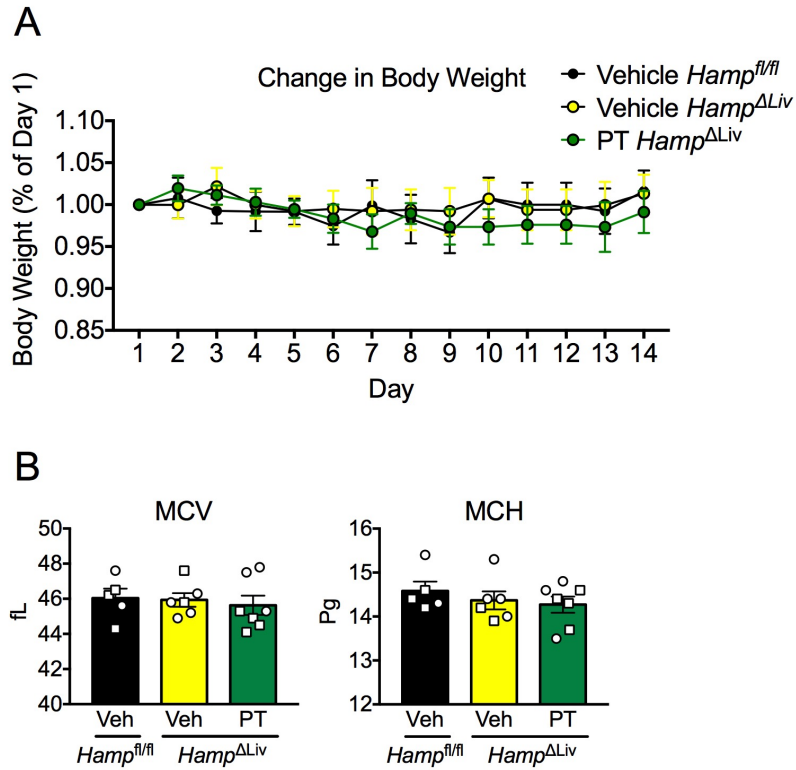 A
Change in Body Weight
Vehicle Hampfl/fl
Vehicle HampΔLiv
PT HampΔLiv
Body Weight (% of Day 1)
1.10
1.05
1.00
0.95
0.90
0.85
1 2 3 4 5 6 7 8 9 10 11 12 13 14
Day
B
MCV
fL
50
48
46
44
42
40
Veh Veh PT
Hampfl/fl HampΔLiv
MCH
Pg
16
15
14
13
12
Veh Veh PT
Hampfl/fl HampΔLiv